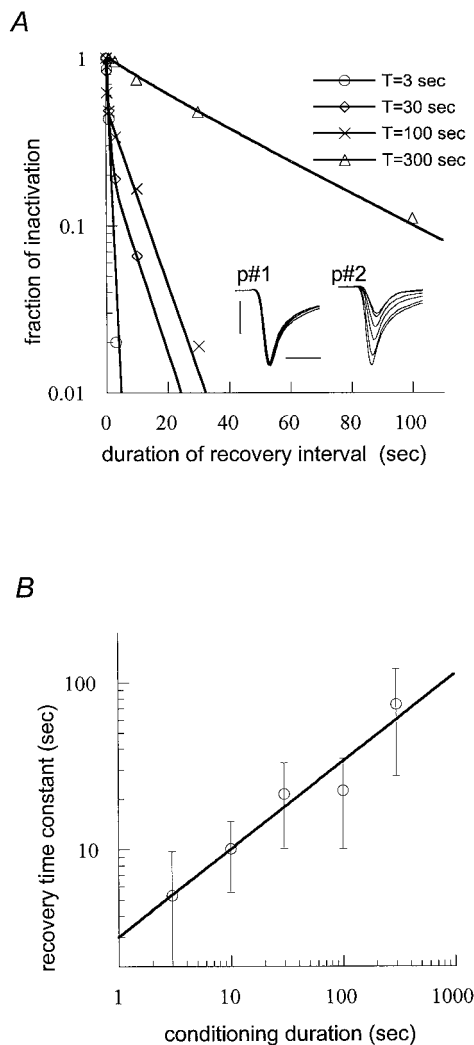 A
1
T=3 sec
T=30 sec
T=100 sec
T=300 sec
fraction of inactivation
0.1
p#1
p#2
0.01
0
20
40
60
80
100
duration of recovery interval (sec)
B
100
recovery time constant (sec)
10
1
10
100
1000
conditioning duration (sec)